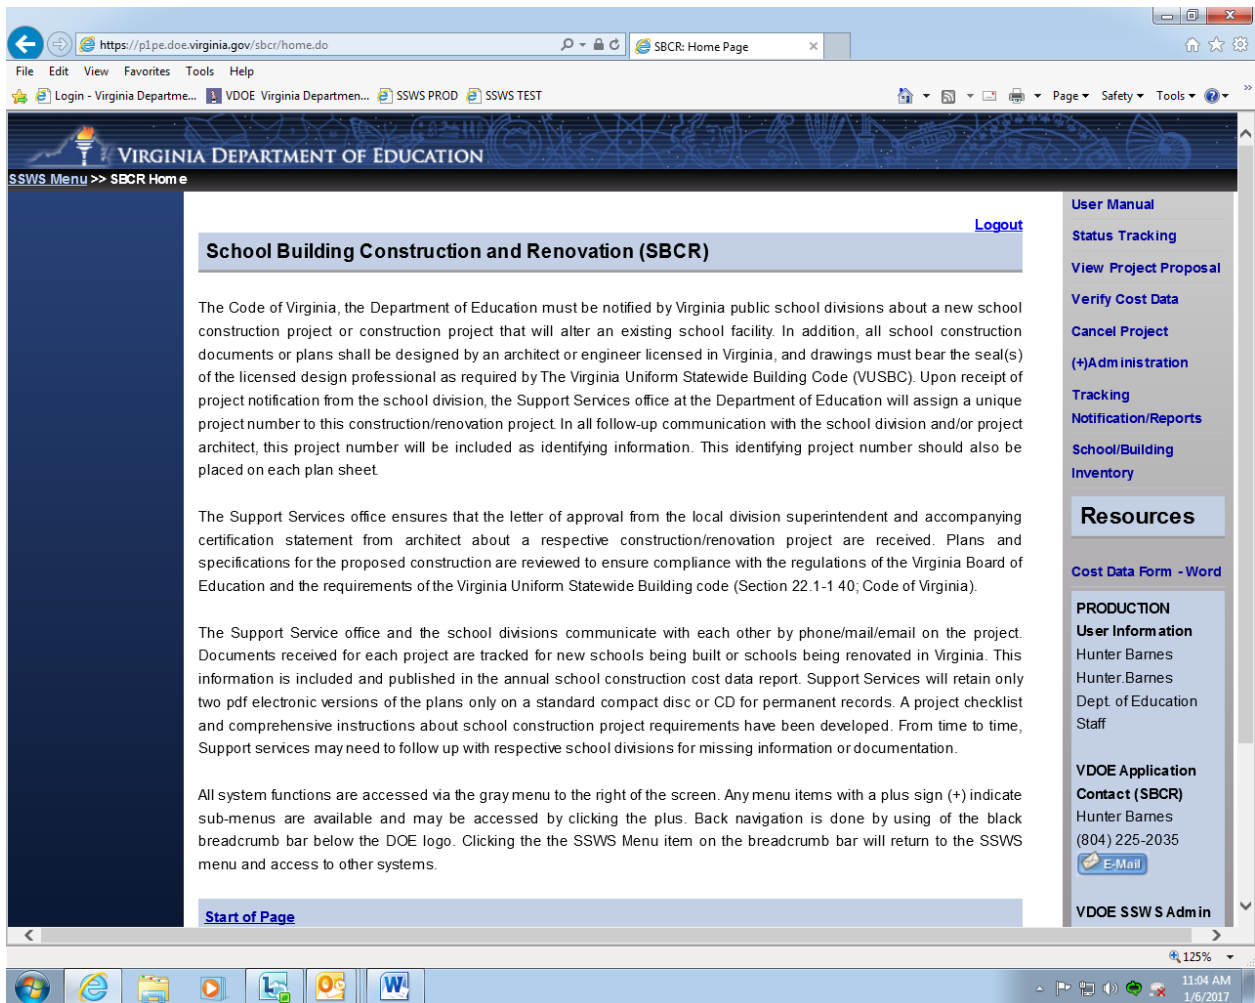 https://p1pe.doe.virginia.gov/sbcr/home.do
SBCR: Home Page
File Edit View Favorites Tools Help
Login - Virginia Departme... VDOE Virginia Departmen... SSWS PROD SSWS TEST
Page Safety Tools
VIRGINIA DEPARTMENT OF EDUCATION
SSWS Menu >> SBCR Home
Logout
School Building Construction and Renovation (SBCR)
The Code of Virginia, the Department of Education must be notified by Virginia public school divisions about a new school
construction project or construction project that will alter an existing school facility. In addition, all school construction
documents or plans shall be designed by an architect or engineer licensed in Virginia, and drawings must bear the seal(s)
of the licensed design professional as required by The Virginia Uniform Statewide Building Code (VUSBC). Upon receipt of
project notification from the school division, the Support Services office at the Department of Education will assign a unique
project number to this construction/renovation project. In all follow-up communication with the school division and/or project
architect, this project number will be included as identifying information. This identifying project number should also be
placed on each plan sheet.
The Support Services office ensures that the letter of approval from the local division superintendent and accompanying
certification statement from architect about a respective construction/renovation project are received. Plans and
specifications for the proposed construction are reviewed to ensure compliance with the regulations of the Virginia Board of
Education and the requirements of the Virginia Uniform Statewide Building code (Section 22.1-1 40; Code of Virginia).
The Support Service office and the school divisions communicate with each other by phone/mail/email on the project.
Documents received for each project are tracked for new schools being built or schools being renovated in Virginia. This
information is included and published in the annual school construction cost data report. Support Services will retain only
two pdf electronic versions of the plans only on a standard compact disc or CD for permanent records. A project checklist
and comprehensive instructions about school construction project requirements have been developed. From time to time,
Support services may need to follow up with respective school divisions for missing information or documentation.
All system functions are accessed via the gray menu to the right of the screen. Any menu items with a plus sign (+) indicate
sub-menus are available and may be accessed by clicking the plus. Back navigation is done by using of the black
breadcrumb bar below the DOE logo. Clicking the the SSWS Menu item on the breadcrumb bar will return to the SSWS
menu and access to other systems.
Start of Page
User Manual
Status Tracking
View Project Proposal
Verify Cost Data
Cancel Project
(+)Administration
Tracking
Notification/Reports
School/Building
Inventory
Resources
Cost Data Form - Word
PRODUCTION
User Information
Hunter Barnes
Hunter.Barnes
Dept. of Education
Staff
VDOE Application
Contact (SBCR)
Hunter Barnes
(804) 225-2035
E-Mail
VDOE SSWS Admin
125%
11:04 AM
1/6/2017